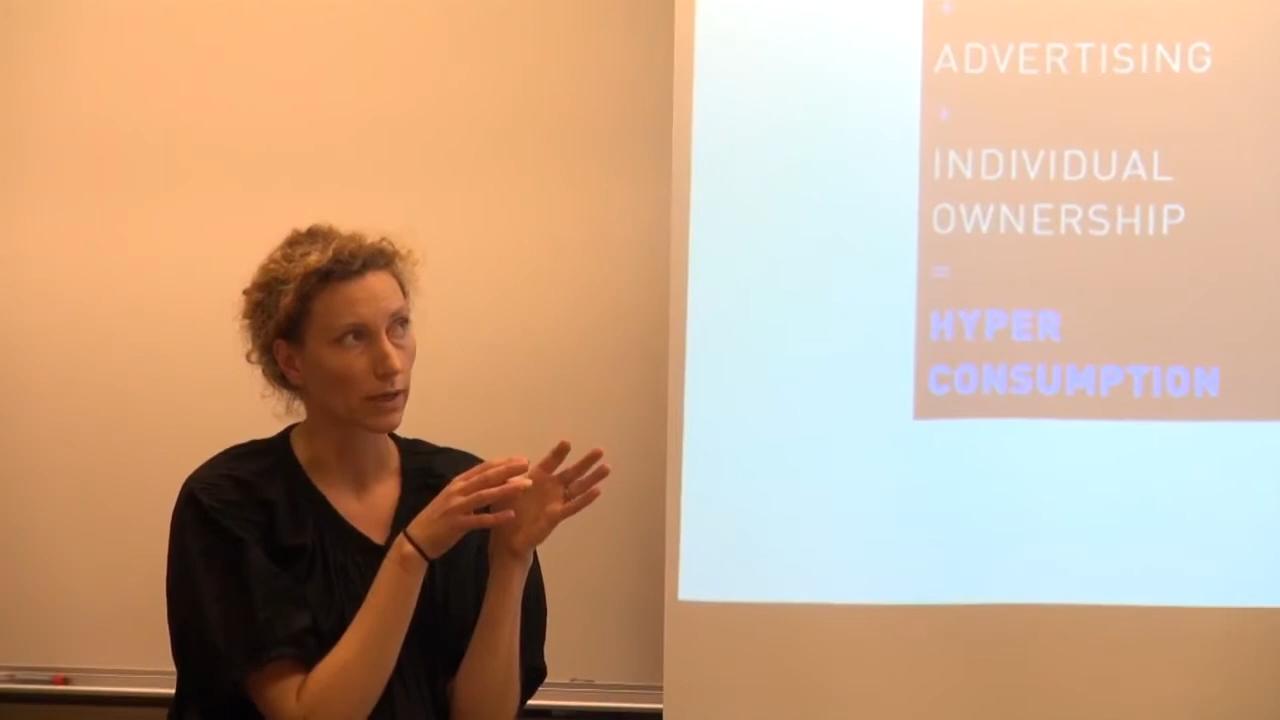 +
ADVERTISING
+
INDIVIDUAL
OWNERSHIP
=
HYPER
CONSUMPTION